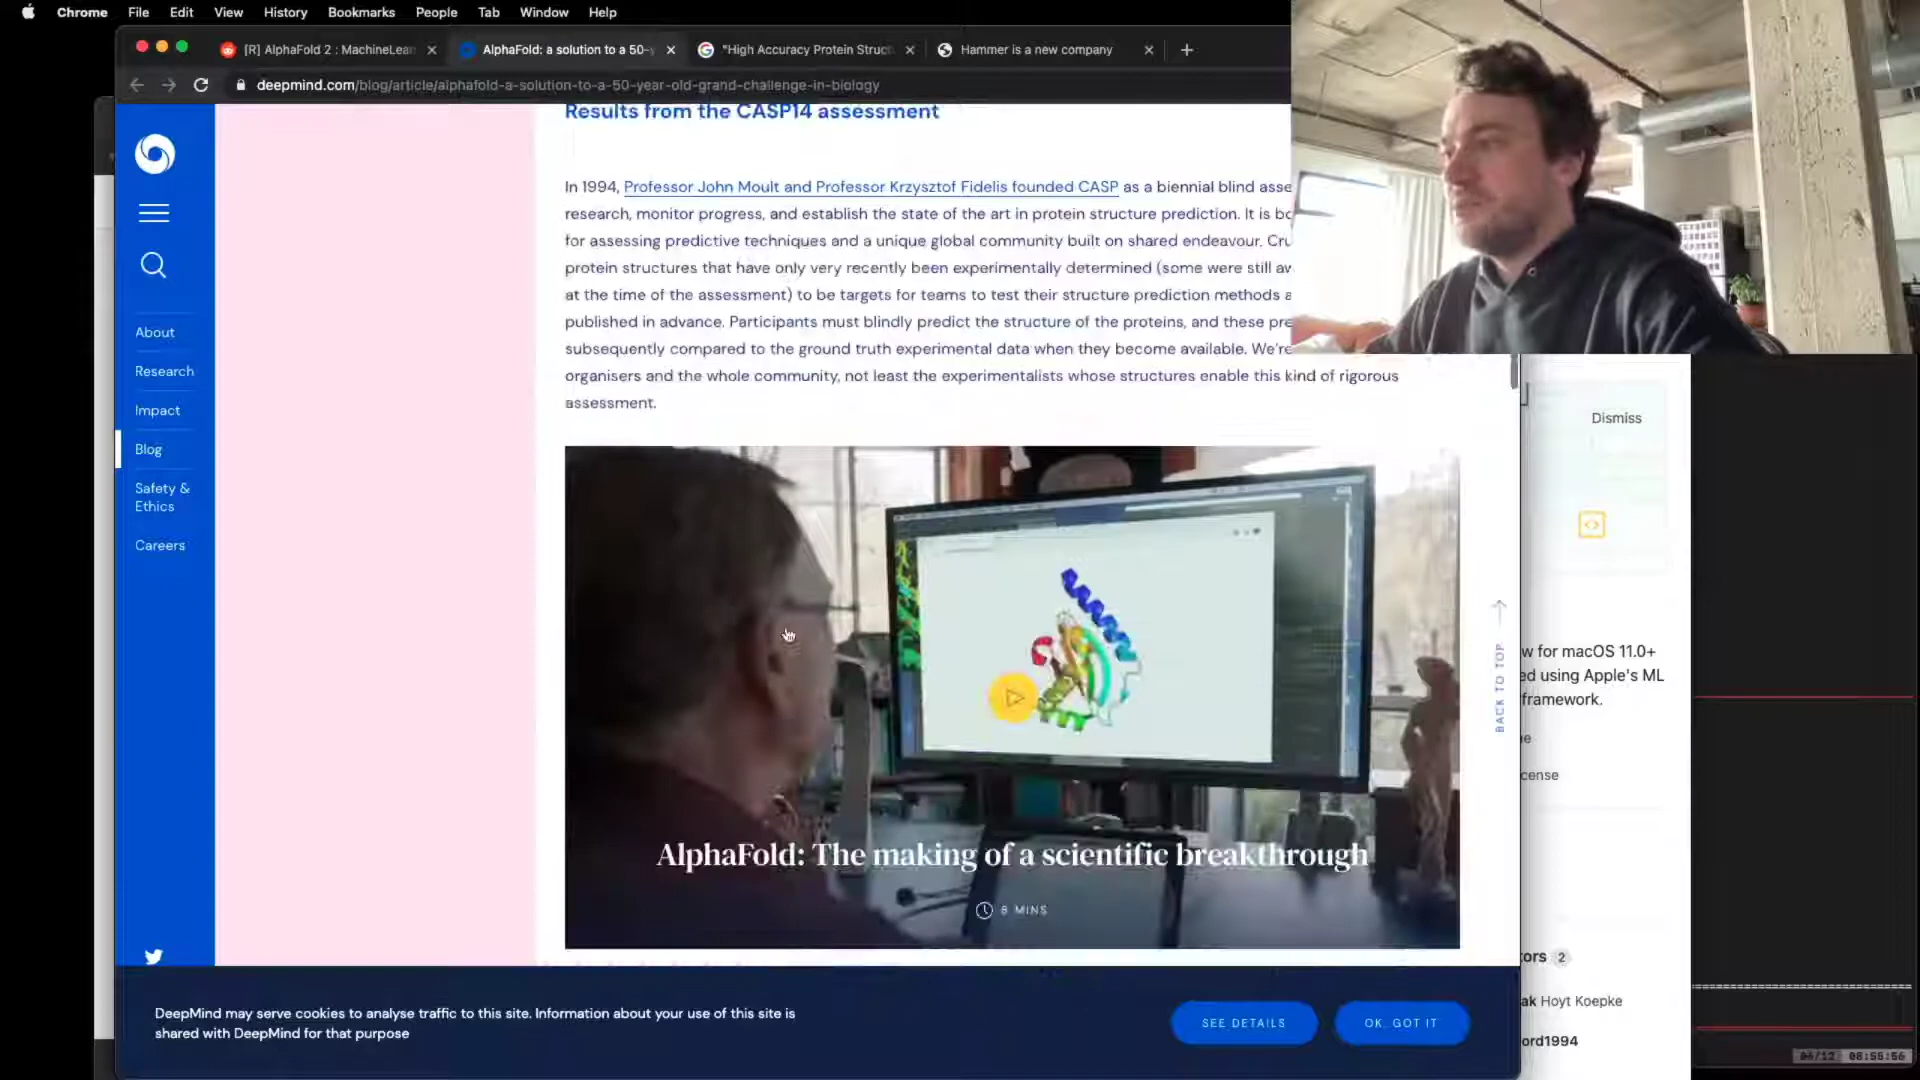 Chrome File Edit View History Bookmarks People Tab Window Help
[R] AlphaFold 2 : MachineLear
AlphaFold: a solution to a 50-y
"High Accuracy Protein Struct
Hammer is a new company
deepmind.com/blog/article/alphafold-a-solution-to-a-50-year-old-grand-challenge-in-biology
Results from the CASP14 assessment
In 1994, Professor John Moult and Professor Krzysztof Fidelis founded CASP as a biennial blind asse
research, monitor progress, and establish the state of the art in protein structure prediction. It is bo
for assessing predictive techniques and a unique global community built on shared endeavour. Cru
protein structures that have only very recently been experimentally determined (some were still aw
at the time of the assessment) to be targets for teams to test their structure prediction methods a
published in advance. Participants must blindly predict the structure of the proteins, and these pre
subsequently compared to the ground truth experimental data when they become available. We're
organisers and the whole community, not least the experimentalists whose structures enable this kind of rigorous
assessment.
About
Research
Impact
Blog
Safety &
Ethics
Careers
AlphaFold: The making of a scientific breakthrough
8 MINS
BACK TO TOP
DeepMind may serve cookies to analyse traffic to this site. Information about your use of this site is
shared with DeepMind for that purpose
SEE DETAILS
OK, GOT IT
Dismiss
w for macOS 11.0+
ed using Apple's ML
framework.
ne
cense
tors 2
ak Hoyt Koepke
ord1994
04/12 08:55:56